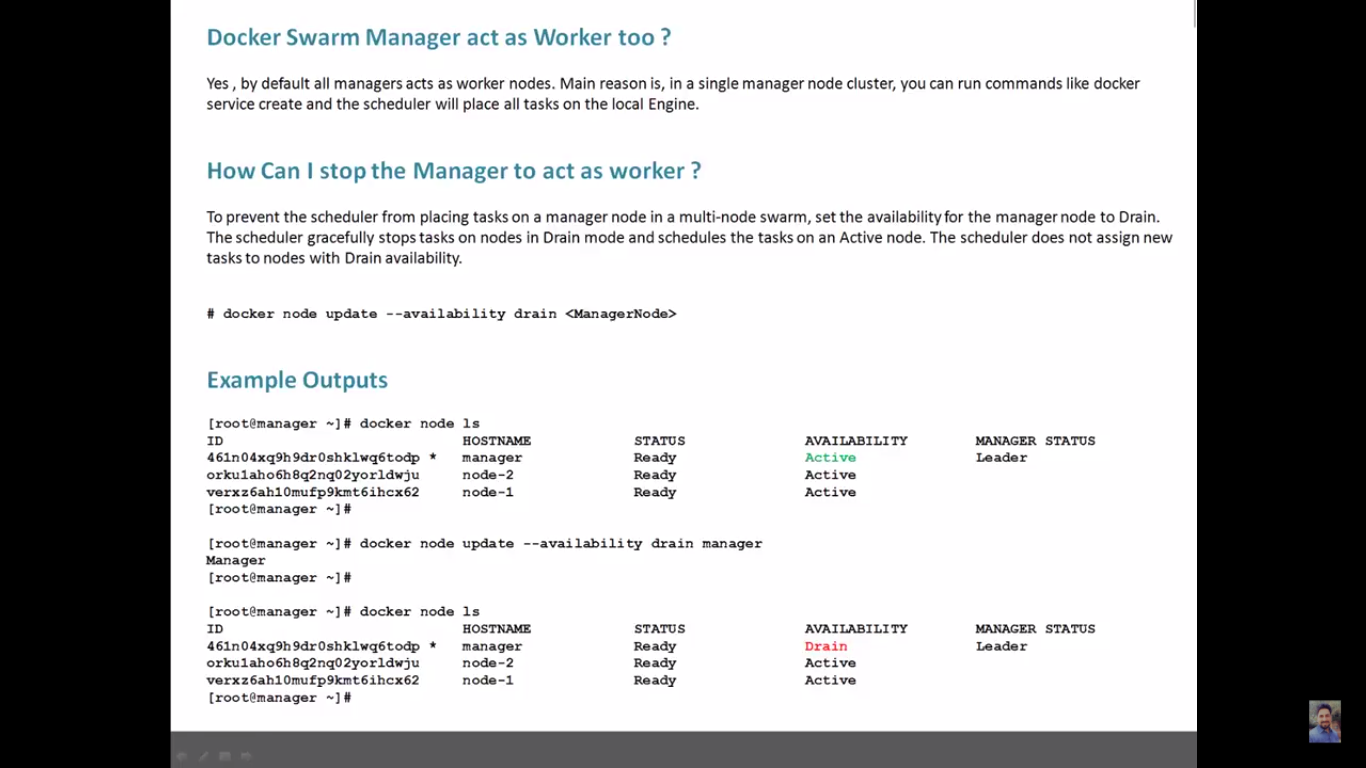 Docker Swarm Manager act as Worker too ?
Yes , by default all managers acts as worker nodes. Main reason is, in a single manager node cluster, you can run commands like docker
service create and the scheduler will place all tasks on the local Engine.
How Can I stop the Manager to act as worker ?
To prevent the scheduler from placing tasks on a manager node in a multi-node swarm, set the availability for the manager node to Drain.
The scheduler gracefully stops tasks on nodes in Drain mode and schedules the tasks on an Active node. The scheduler does not assign new
tasks to nodes with Drain availability.
# docker node update --availability drain <ManagerNode>
Example Outputs
[root@manager ~]# docker node ls
ID HOSTNAME STATUS AVAILABILITY MANAGER STATUS
461n04xq9h9dr0shklwq6todp * manager Ready Active Leader
orku1aho6h8q2nq02yorldwju node-2 Ready Active
verxz6ah10mufp9kmt6ihcx62 node-1 Ready Active
[root@manager ~]#
[root@manager ~]# docker node update --availability drain manager
Manager
[root@manager ~]#
[root@manager ~]# docker node ls
ID HOSTNAME STATUS AVAILABILITY MANAGER STATUS
461n04xq9h9dr0shklwq6todp * manager Ready Drain Leader
orku1aho6h8q2nq02yorldwju node-2 Ready Active
verxz6ah10mufp9kmt6ihcx62 node-1 Ready Active
[root@manager ~]#